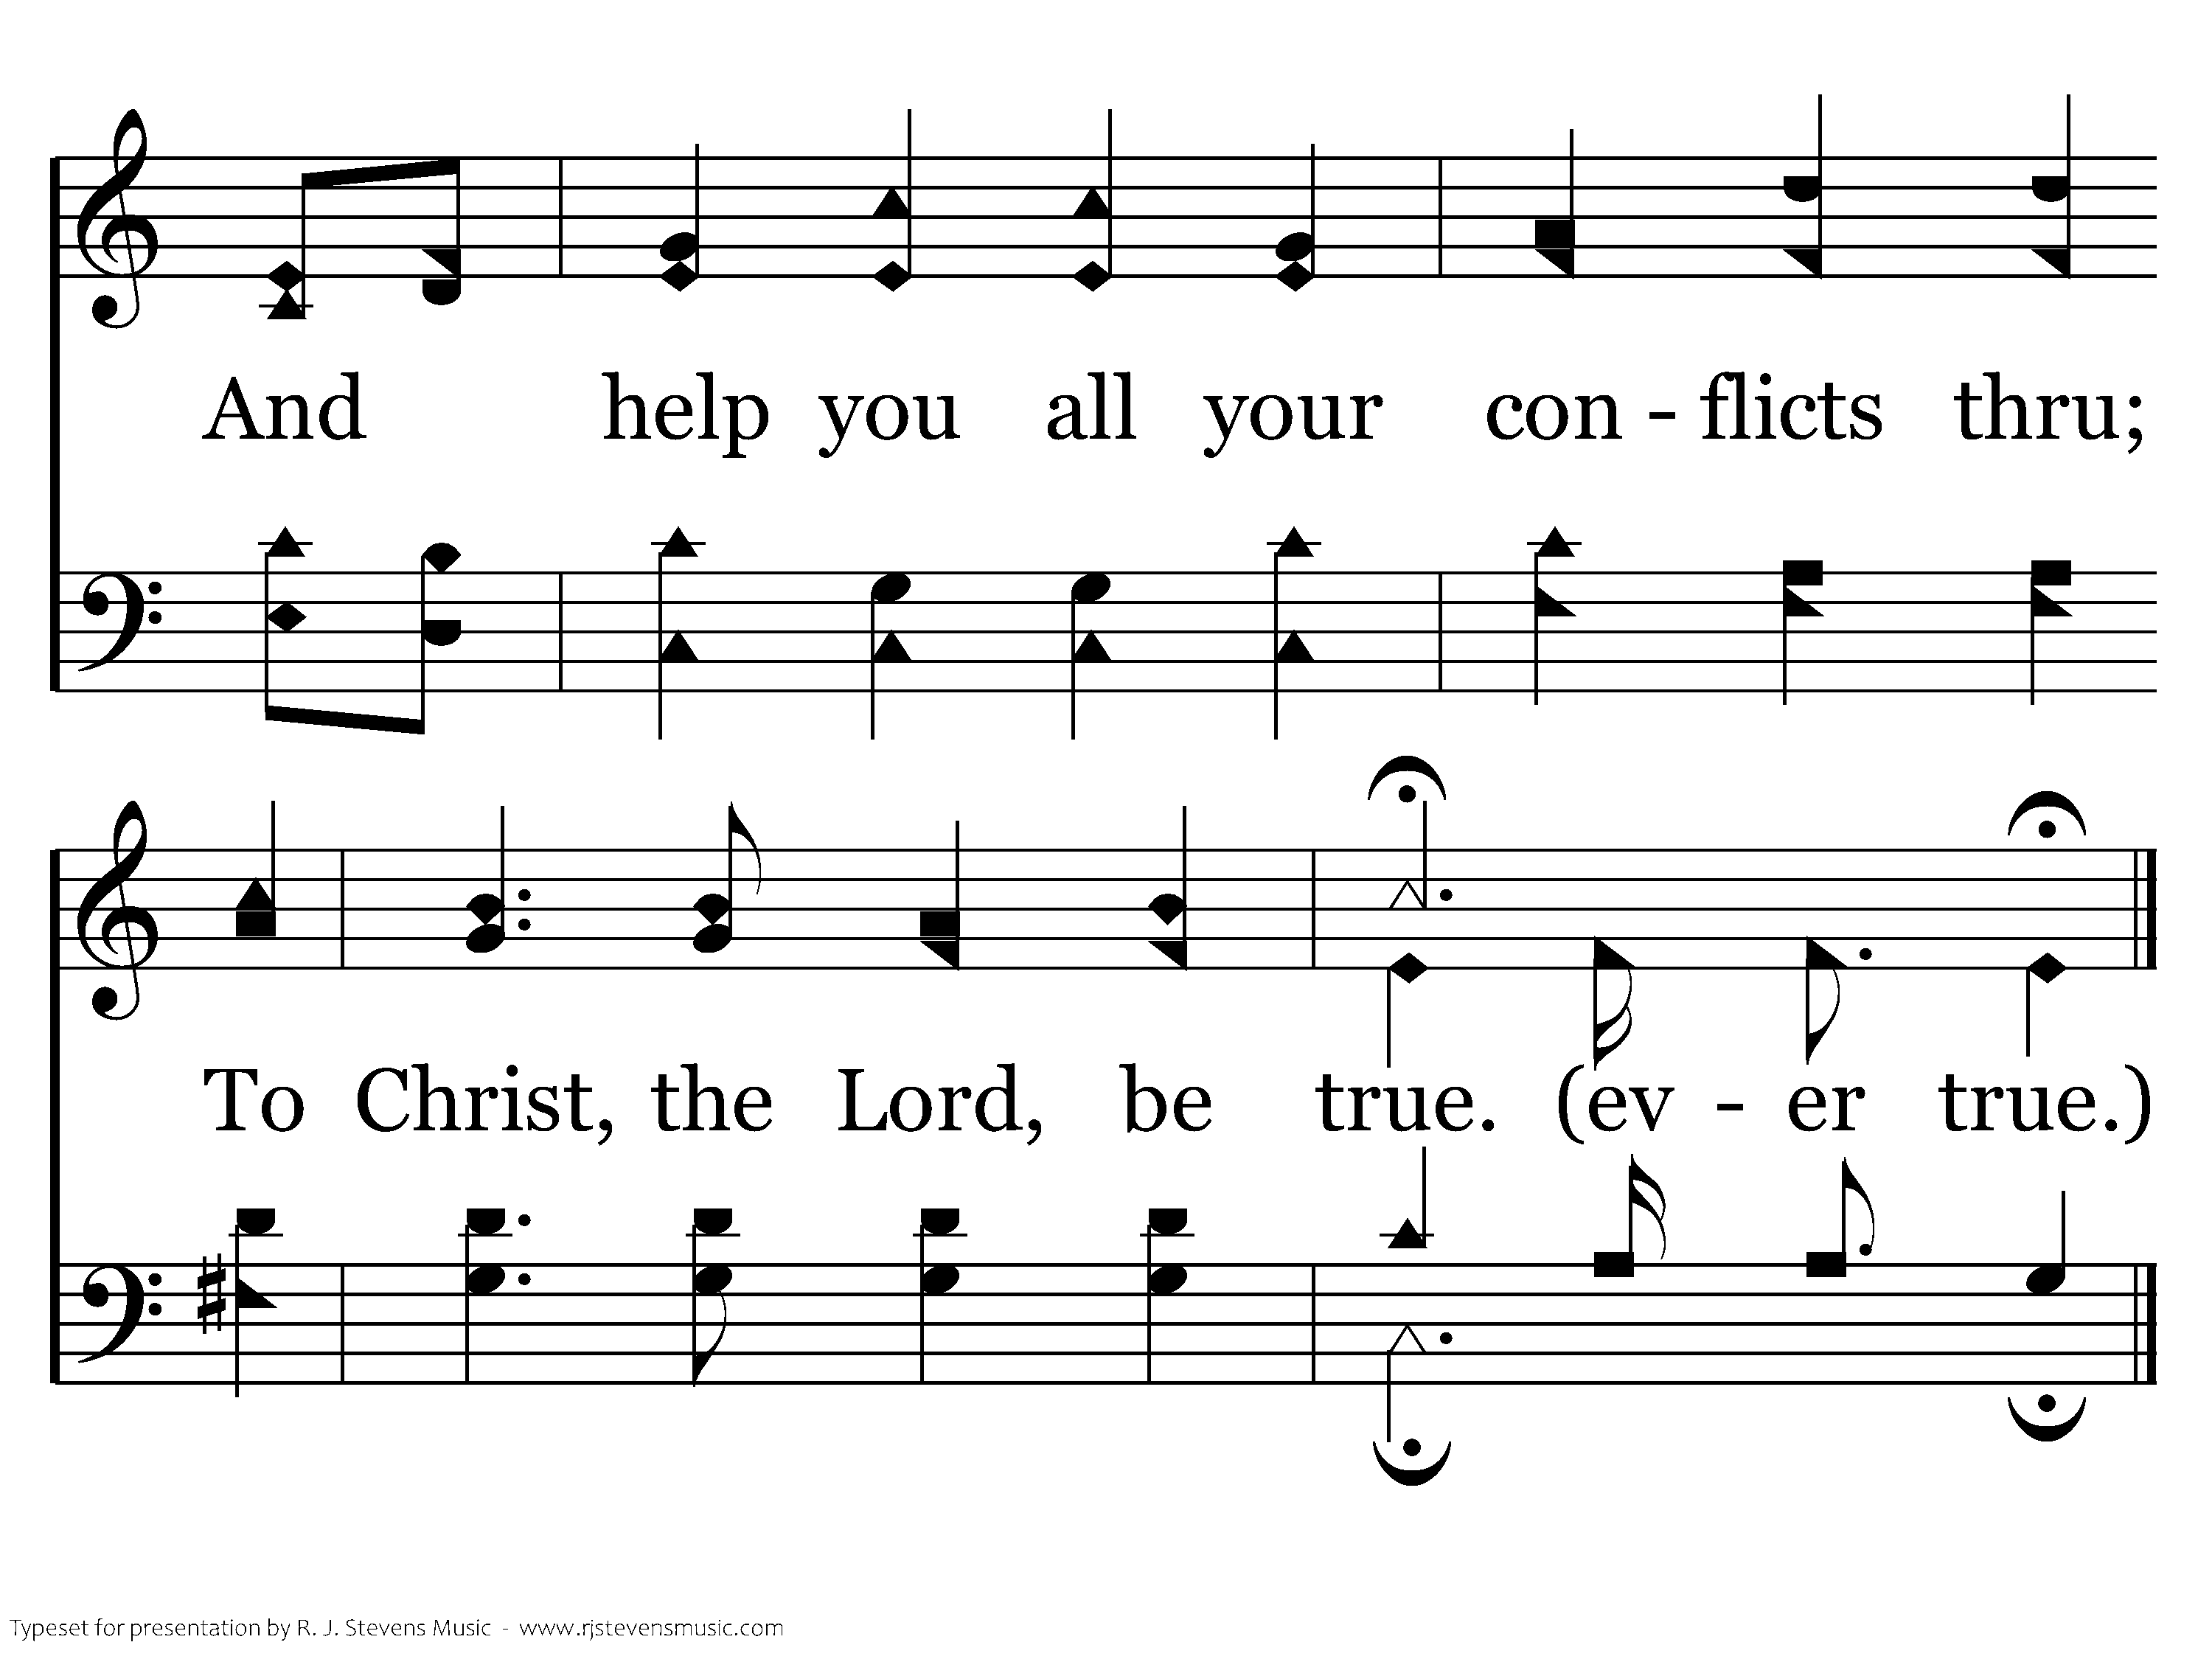 And help you all your con - flicts thru;
To Christ, the Lord, be true. (ev - er true.)
Typeset for presentation by R. J. Stevens Music - www.rjstevensmusic.com